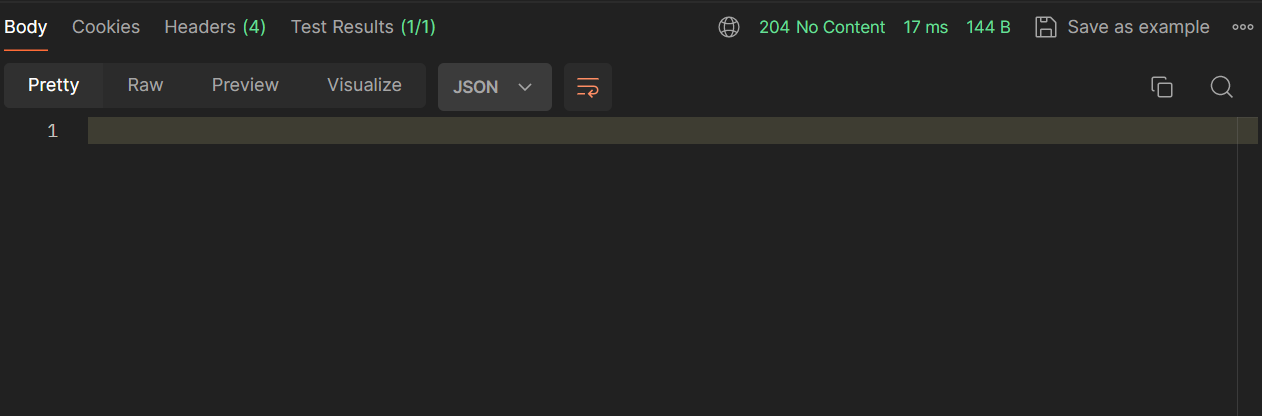 Body Cookies Headers (4) Test Results (1/1) 204 No Content 17 ms 144 B Save as example
Pretty Raw Preview Visualize JSON
1